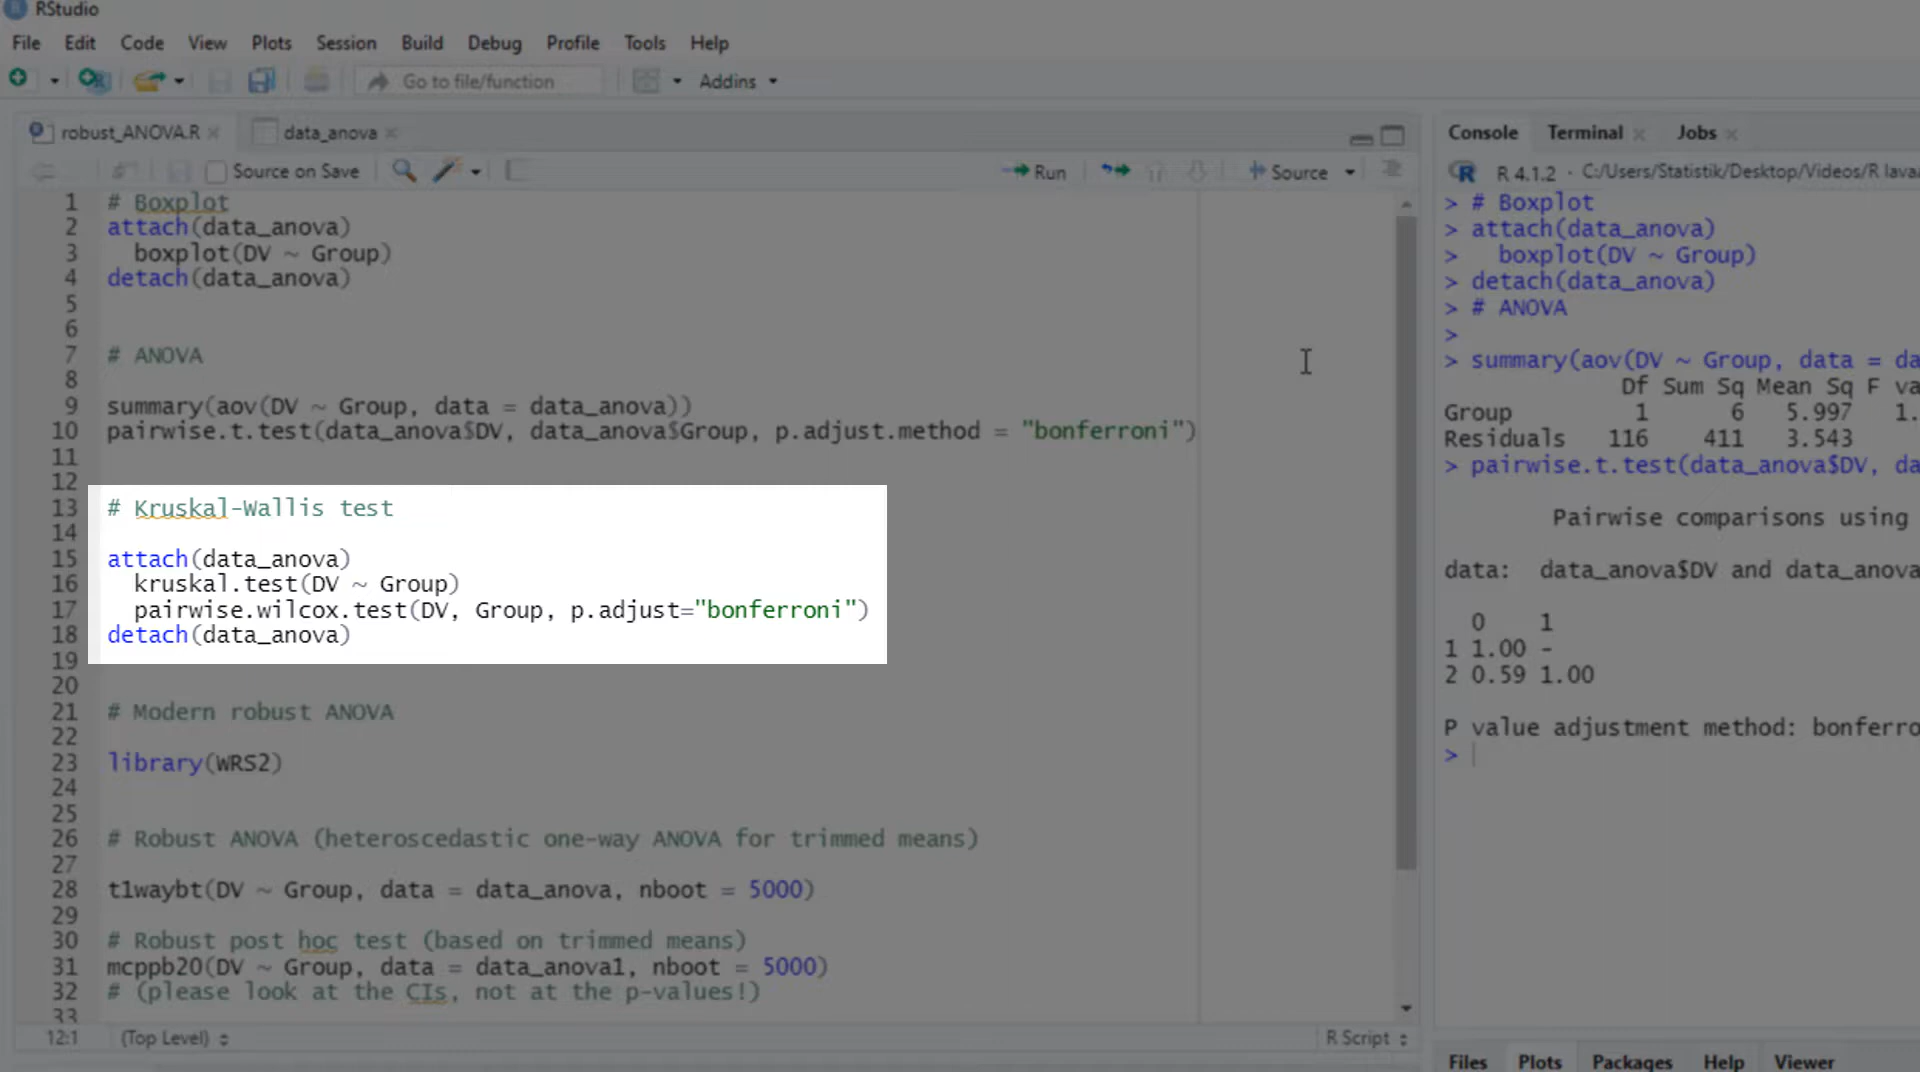 RStudio
File Edit Code View Plots Session Build Debug Profile Tools Help
Go to file/function Addins
robust_ANOVA.R data_anova
Source on Save Run Source
1 # Boxplot
2 attach(data_anova)
3 boxplot(DV ~ Group)
4 detach(data_anova)
5
6
7 # ANOVA
8
9 summary(aov(DV ~ Group, data = data_anova))
10 pairwise.t.test(data_anova$DV, data_anova$Group, p.adjust.method = "bonferroni")
11
12
13 # Kruskal-Wallis test
14
15 attach(data_anova)
16 kruskal.test(DV ~ Group)
17 pairwise.wilcox.test(DV, Group, p.adjust="bonferroni")
18 detach(data_anova)
19
20
21 # Modern robust ANOVA
22
23 library(WRS2)
24
25
26 # Robust ANOVA (heteroscedastic one-way ANOVA for trimmed means)
27
28 t1waybt(DV ~ Group, data = data_anova, nboot = 5000)
29
30 # Robust post hoc test (based on trimmed means)
31 mcppb20(DV ~ Group, data = data_anova1, nboot = 5000)
32 # (please look at the CIs, not at the p-values!)
33
12:1 (Top Level) R Script
Console Terminal Jobs
R 4.1.2 · C:/Users/Statistik/Desktop/Videos/R lava
> # Boxplot
> attach(data_anova)
> boxplot(DV ~ Group)
> detach(data_anova)
> # ANOVA
>
> summary(aov(DV ~ Group, data = da
Df Sum Sq Mean Sq F va
Group 1 6 5.997 1.
Residuals 116 411 3.543
> pairwise.t.test(data_anova$DV, da
Pairwise comparisons using
data: data_anova$DV and data_anova
0 1
1 1.00 -
2 0.59 1.00
P value adjustment method: bonferro
>
Files Plots Packages Help Viewer